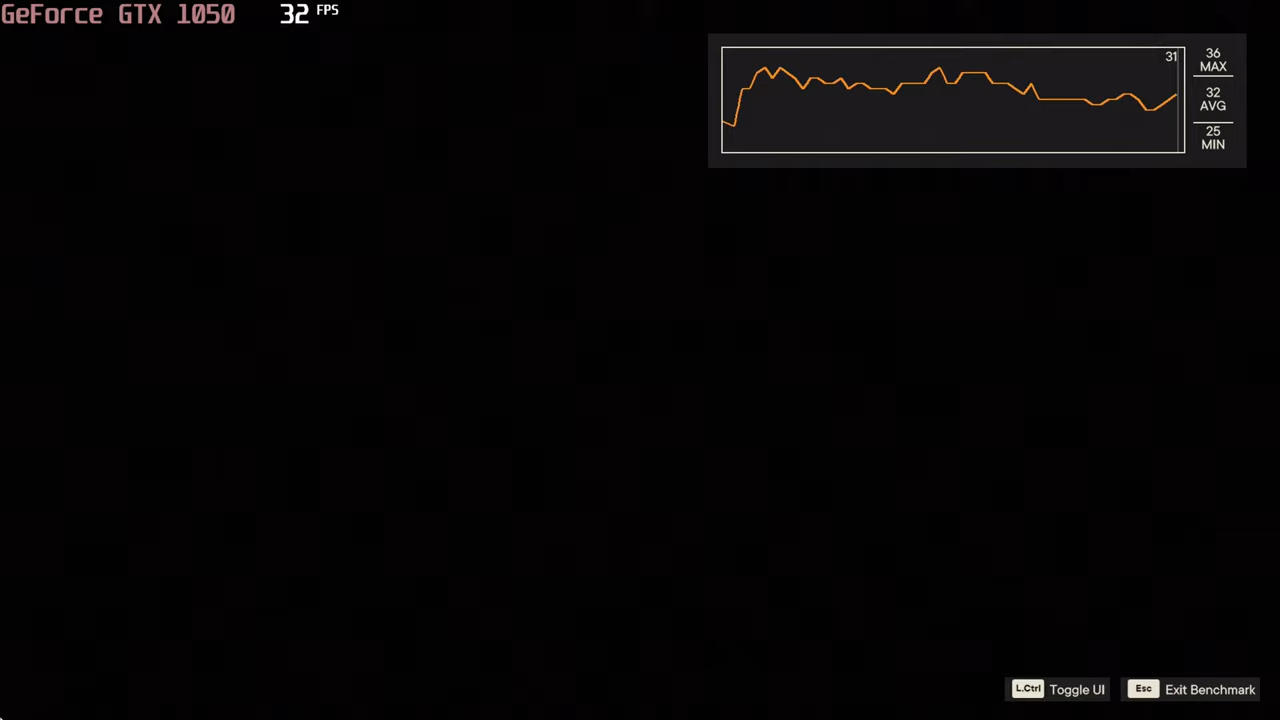 GeForce GTX 1050 32 FPS
31
36
MAX
32
AVG
25
MIN
L.Ctrl Toggle UI Esc Exit Benchmark